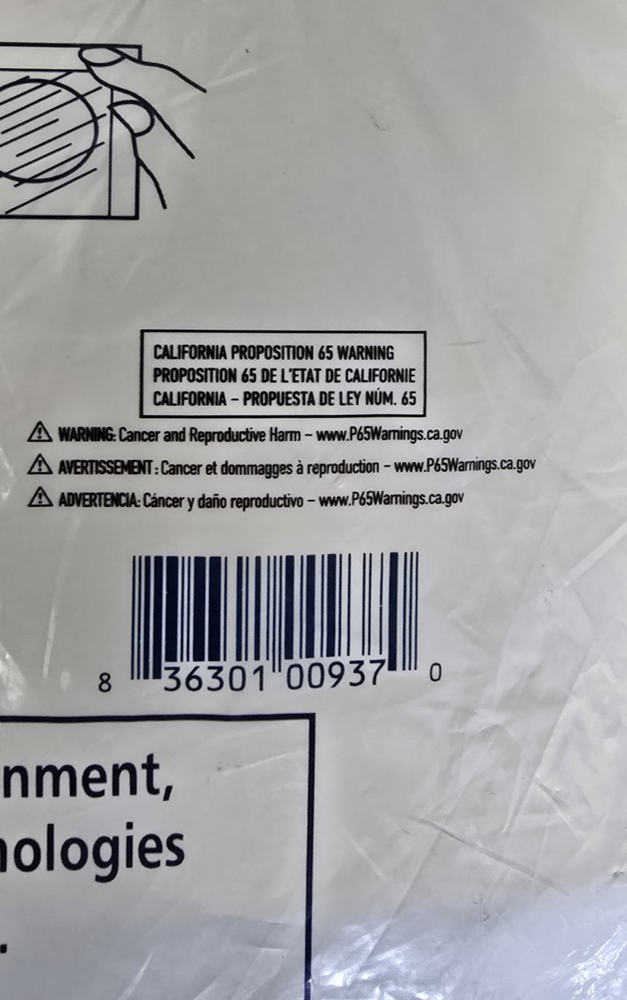 CALIFORNIA PROPOSITION 65 WARNING
PROPOSITION 65 DE L'ETAT DE CALIFORNIE
CALIFORNIA – PROPUESTA DE LEY NÚM. 65
WARNING: Cancer and Reproductive Harm – www.P65Warnings.ca.gov
AVERTISSEMENT : Cancer et dommagges à reproduction – www.P65Warnings.ca.gov
ADVERTENCIA: Cáncer y daño reproductivo – www.P65Warnings.ca.gov
8 36301 00937 0
nment,
nologies
.